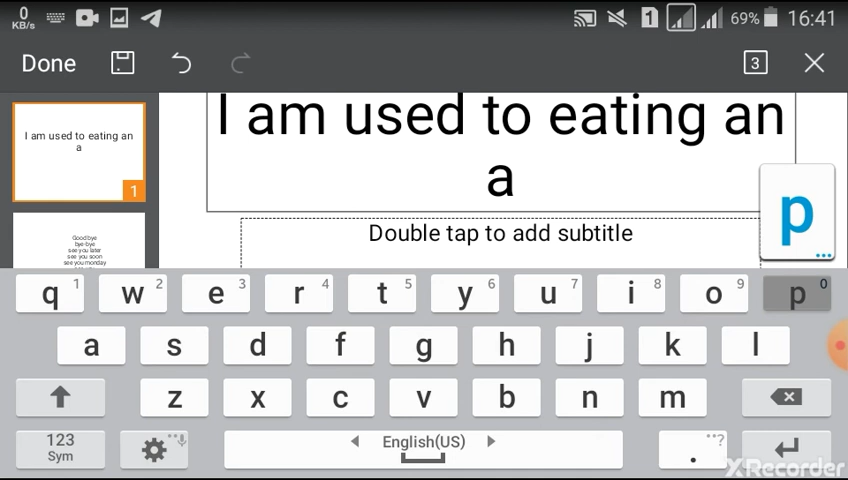 0
KB/s
1
69%
16:41
Done
3
I am used to eating an
a
1
Good bye
bye-bye
see you later
see you soon
see you monday
I am used to eating an
a
Double tap to add subtitle
p
...
q 1 w 2 e 3 r 4 t 5 y 6 u 7 i 8 o 9 p 0
a s d f g h j k l
z x c v b n m
123
Sym
English(US)
. ?
XRecorder